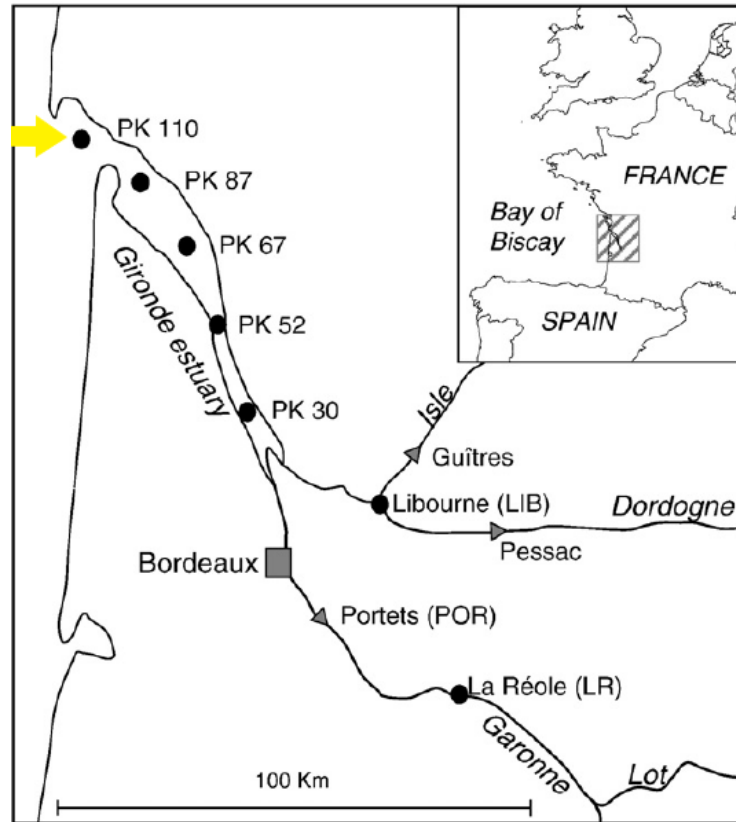 PK 110
PK 87
PK 67
PK 52
PK 30
Gironde estuary
FRANCE
Bay of
Biscay
SPAIN
Isle
Guîtres
Libourne (LIB)
Dordogne
Pessac
Bordeaux
Portets (POR)
La Réole (LR)
Garonne
Lot
100 Km